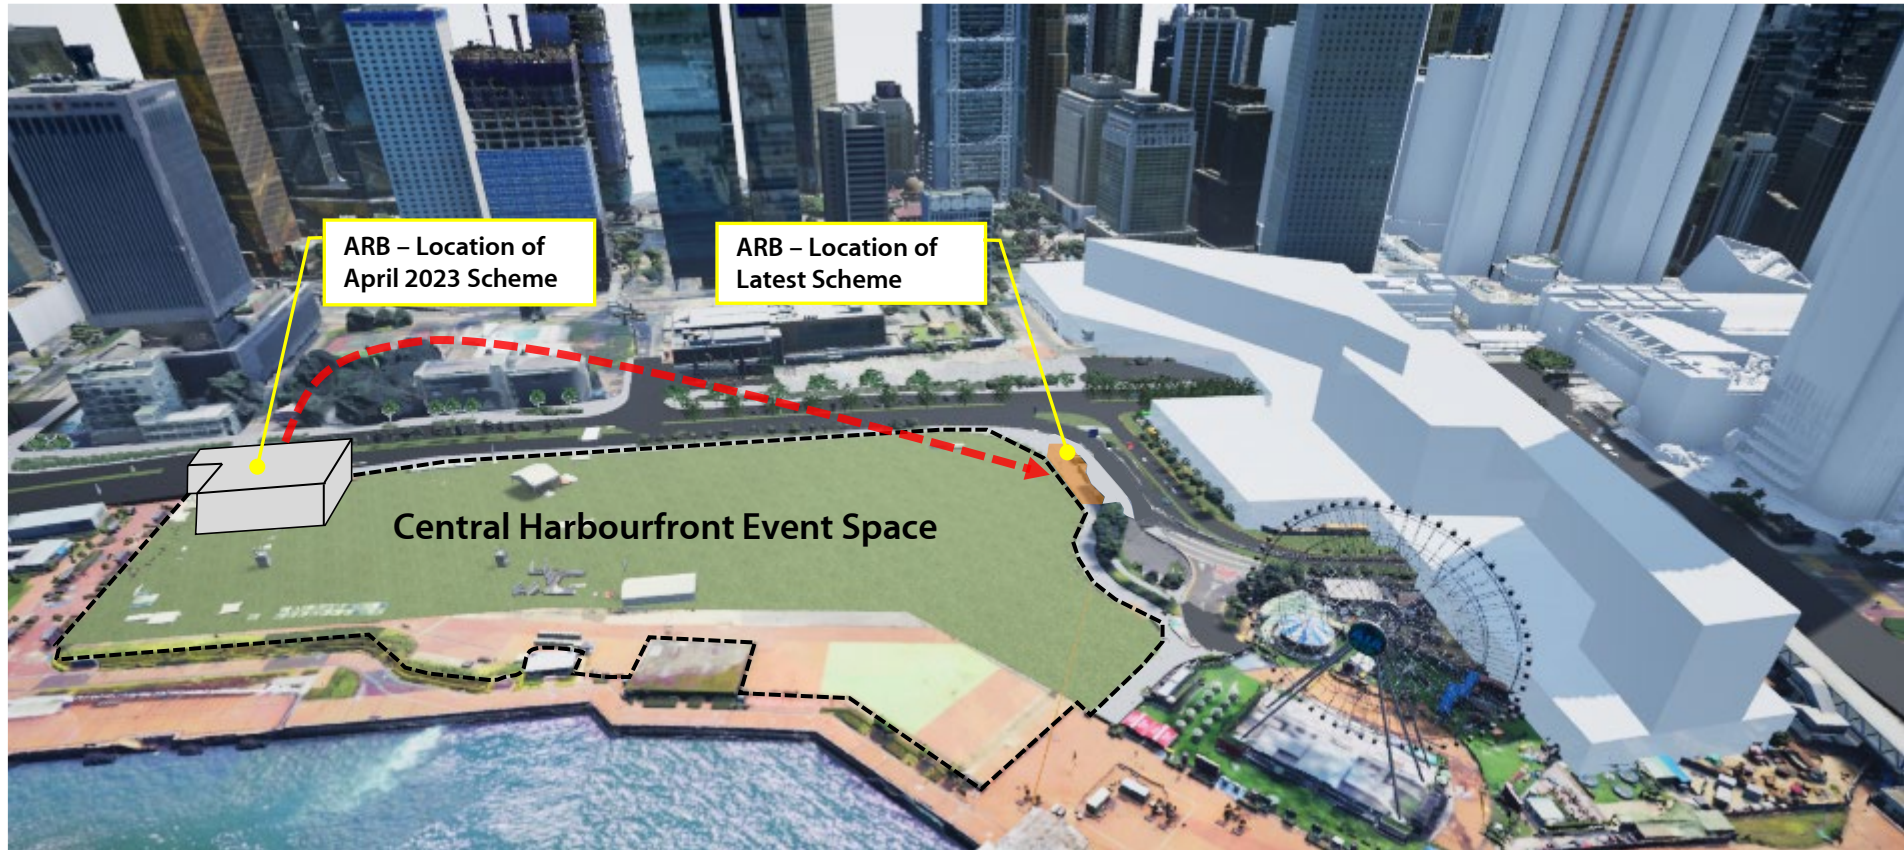 ARB – Location of
April 2023 Scheme
ARB – Location of
Latest Scheme
Central Harbourfront Event Space